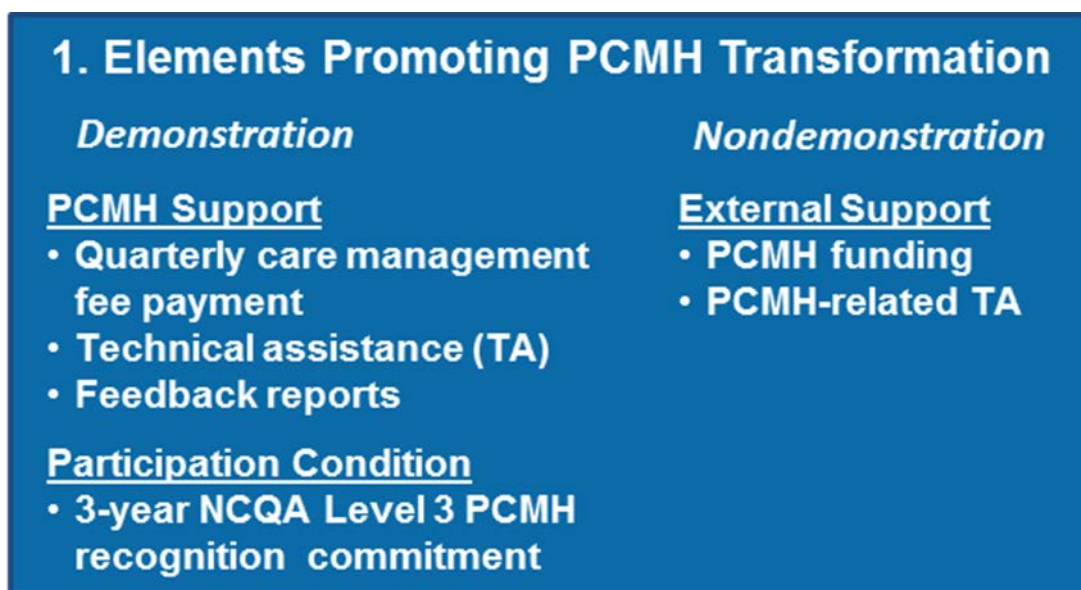 1. Elements Promoting PCMH Transformation
Demonstration
PCMH Support
• Quarterly care management
fee payment
• Technical assistance (TA)
• Feedback reports
Participation Condition
• 3-year NCQA Level 3 PCMH
recognition commitment
Nondemonstration
External Support
• PCMH funding
• PCMH-related TA